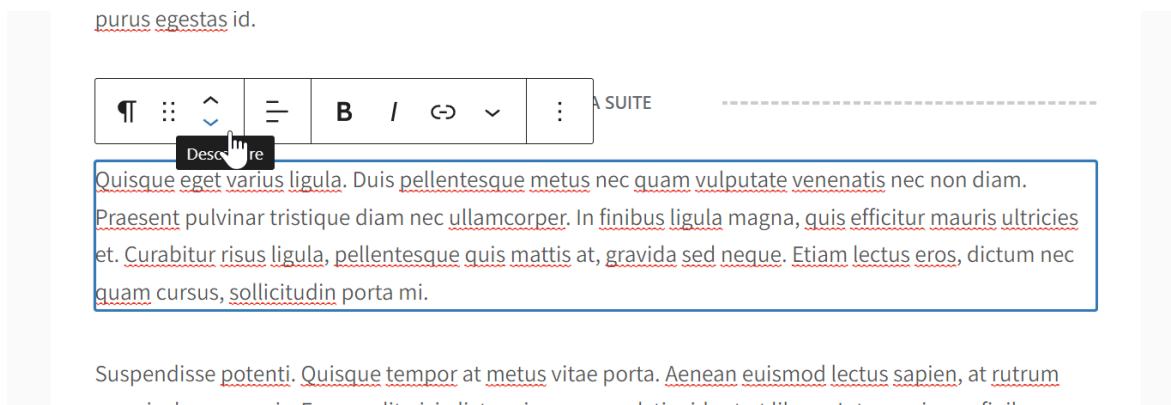 purus egestas id.
B I
SUITE
Quisque eget varius ligula. Duis pellentesque metus nec quam vulputate venenatis nec non diam.
Praesent pulvinar tristique diam nec ullamcorper. In finibus ligula magna, quis efficitur mauris ultricies
et. Curabitur risus ligula, pellentesque quis mattis at, gravida sed neque. Etiam lectus eros, dictum nec
quam cursus, sollicitudin porta mi.
Suspendisse potenti. Quisque tempor at metus vitae porta. Aenean euismod lectus sapien, at rutrum